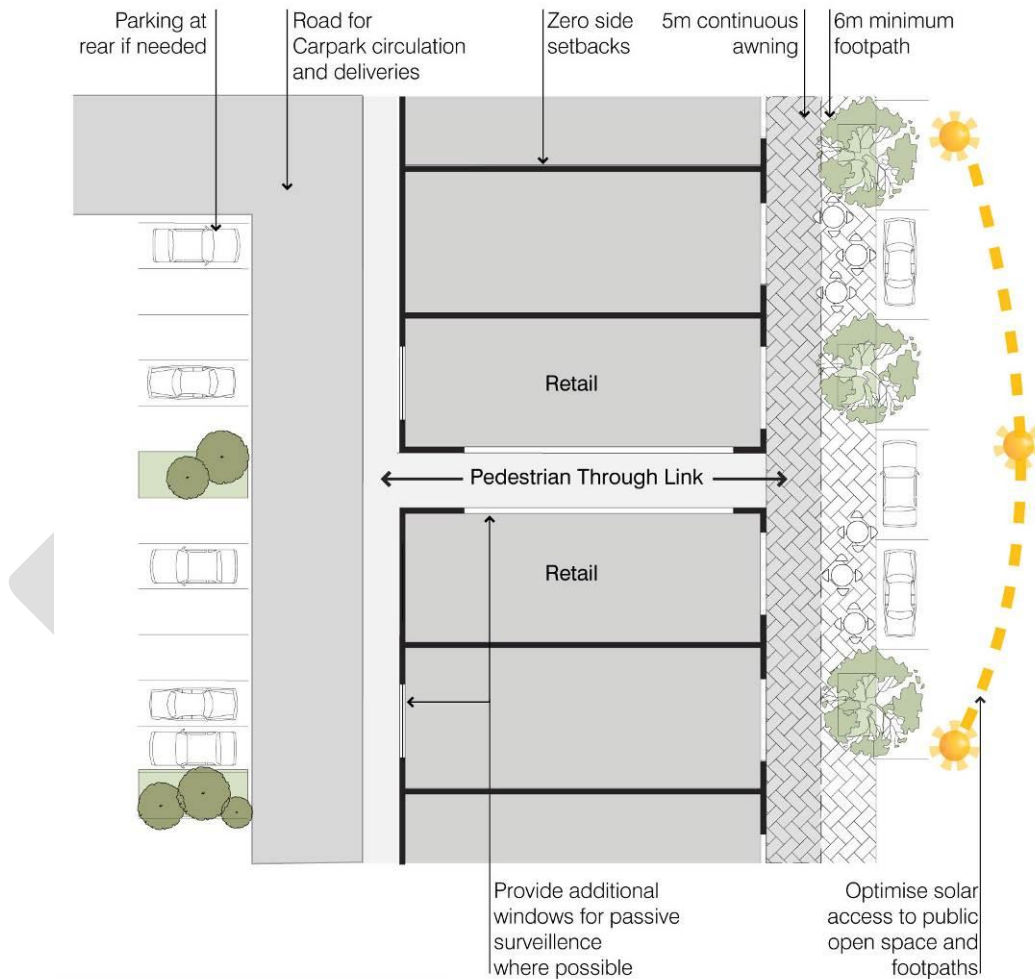 Parking at
rear if needed
Road for
Carpark circulation
and deliveries
Zero side
setbacks
5m continuous
awning
6m minimum
footpath
Retail
Pedestrian Through Link
Retail
Provide additional
windows for passive
surveillence
where possible
Optimise solar
access to public
open space and
footpaths